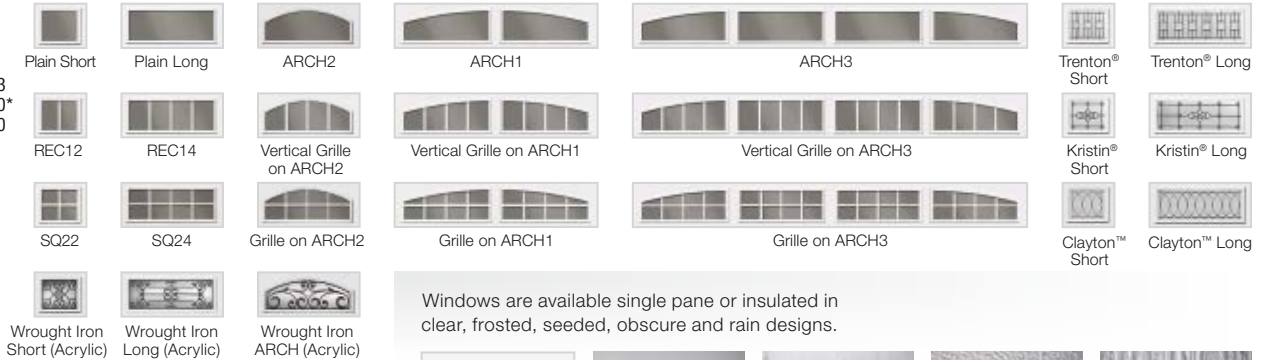 Plain Short
Plain Long
ARCH2
ARCH1
ARCH3
Trenton®
Short
Trenton® Long
3
0*
0
REC12
REC14
Vertical Grille
on ARCH2
Vertical Grille on ARCH1
Vertical Grille on ARCH3
Kristin®
Short
Kristin® Long
SQ22
SQ24
Grille on ARCH2
Grille on ARCH1
Grille on ARCH3
Clayton™
Short
Clayton™ Long
Wrought Iron
Short (Acrylic)
Wrought Iron
Long (Acrylic)
Wrought Iron
ARCH (Acrylic)
Windows are available single pane or insulated in
clear, frosted, seeded, obscure and rain designs.